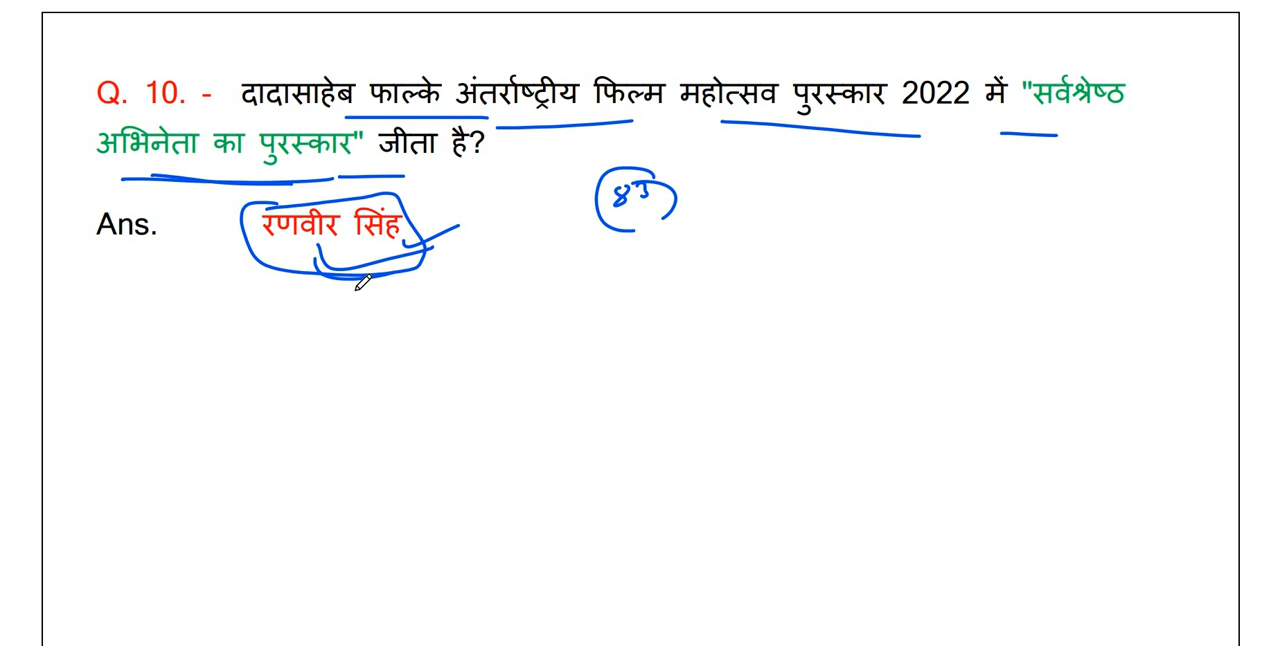 Q. 10. - दादासाहेब फाल्के अंतर्राष्ट्रीय फिल्म महोत्सव पुरस्कार 2022 में "सर्वश्रेष्ठ
अभिनेता का पुरस्कार" जीता है?
Ans. रणवीर सिंह